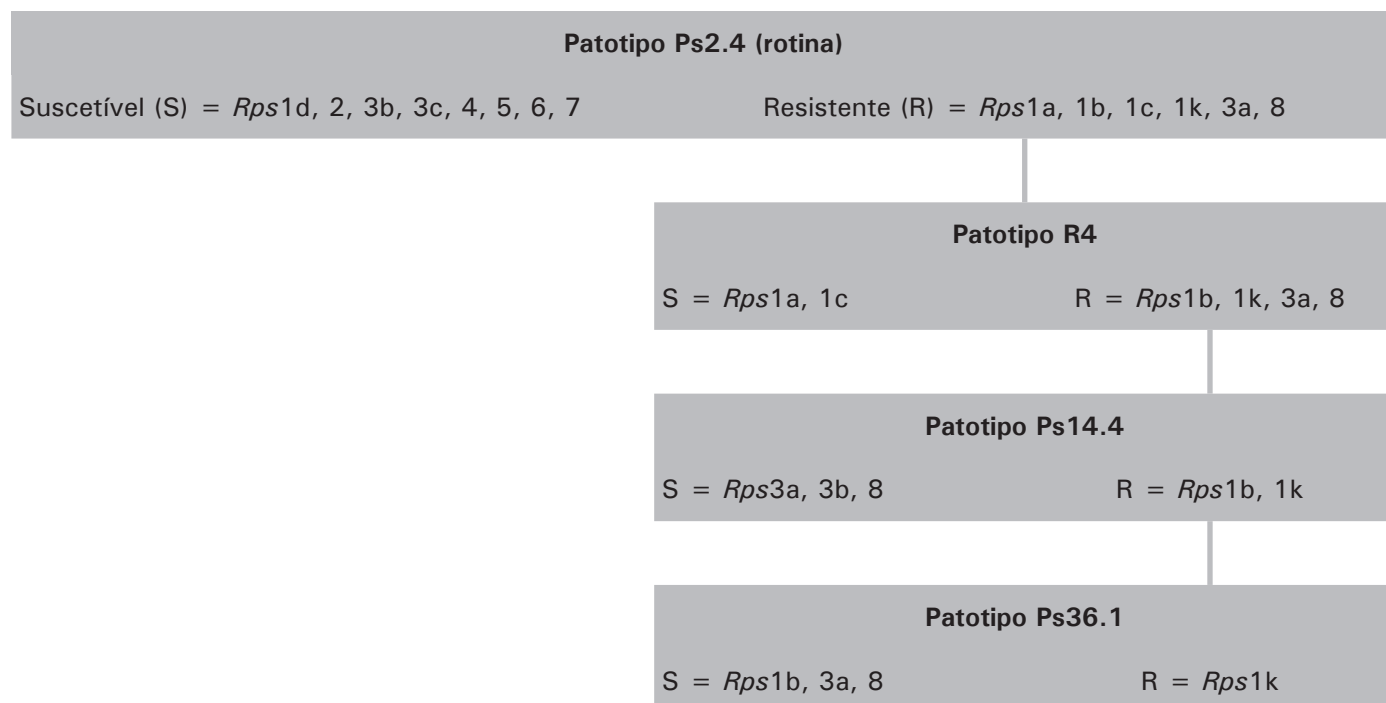 Patotipo Ps2.4 (rotina)
Suscetível (S) = Rps1d, 2, 3b, 3c, 4, 5, 6, 7 Resistente (R) = Rps1a, 1b, 1c, 1k, 3a, 8
Patotipo R4
S = Rps1a, 1c R = Rps1b, 1k, 3a, 8
Patotipo Ps14.4
S = Rps3a, 3b, 8 R = Rps1b, 1k
Patotipo Ps36.1
S = Rps1b, 3a, 8 R = Rps1k